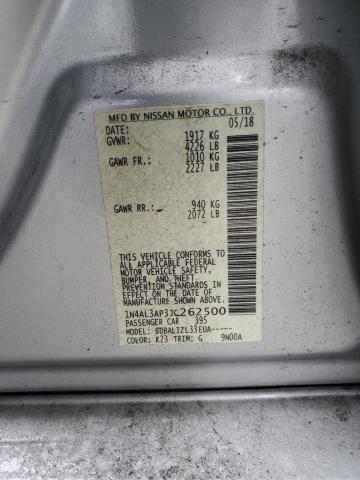 MFD BY NISSAN MOTOR CO., LTD.
DATE: 05/18
GVWR: 1917 KG
4226 LB
GAWR FR: 1010 KG
2227 LB
GAWR RR: 940 KG
2072 LB
THIS VEHICLE CONFORMS TO
ALL APPLICABLE FEDERAL
MOTOR VEHICLE SAFETY,
BUMPER, AND THEFT
PREVENTION STANDARDS
IN EFFECT ON THE DATE OF
MANUFACTURE SHOWN ABOVE.
1N4AL3AP3JC262500
PASSENGER CAR 395
MODEL: BDBALIZL33EUA-----
COLOR: K23 TRIM: G 9N00A